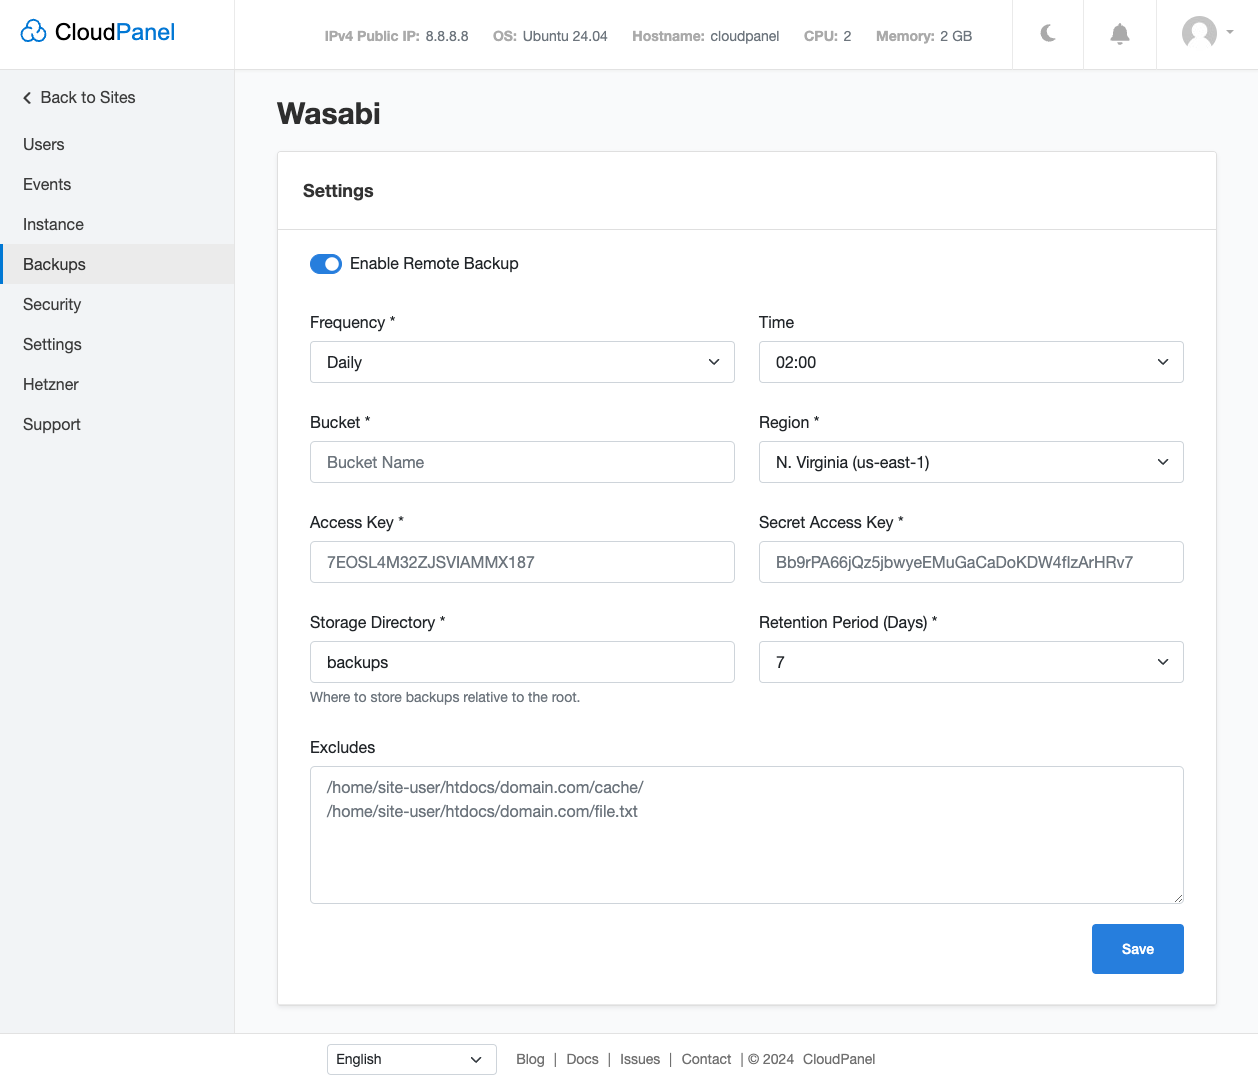 CloudPanel
IPv4 Public IP: 8.8.8.8 OS: Ubuntu 24.04 Hostname: cloudpanel CPU: 2 Memory: 2 GB
Back to Sites
Users
Events
Instance
Backups
Security
Settings
Hetzner
Support
Wasabi
Settings
Enable Remote Backup
Frequency *
Daily
Time
02:00
Bucket *
Bucket Name
Region *
N. Virginia (us-east-1)
Access Key *
7EOSL4M32ZJSVIAMMX187
Secret Access Key *
Bb9rPA66jQz5jbwyeEMuGaCaDoKDW4flzArHRv7
Storage Directory *
backups
Where to store backups relative to the root.
Retention Period (Days) *
7
Excludes
/home/site-user/htdocs/domain.com/cache/
/home/site-user/htdocs/domain.com/file.txt
Save
English
Blog | Docs | Issues | Contact | © 2024 CloudPanel